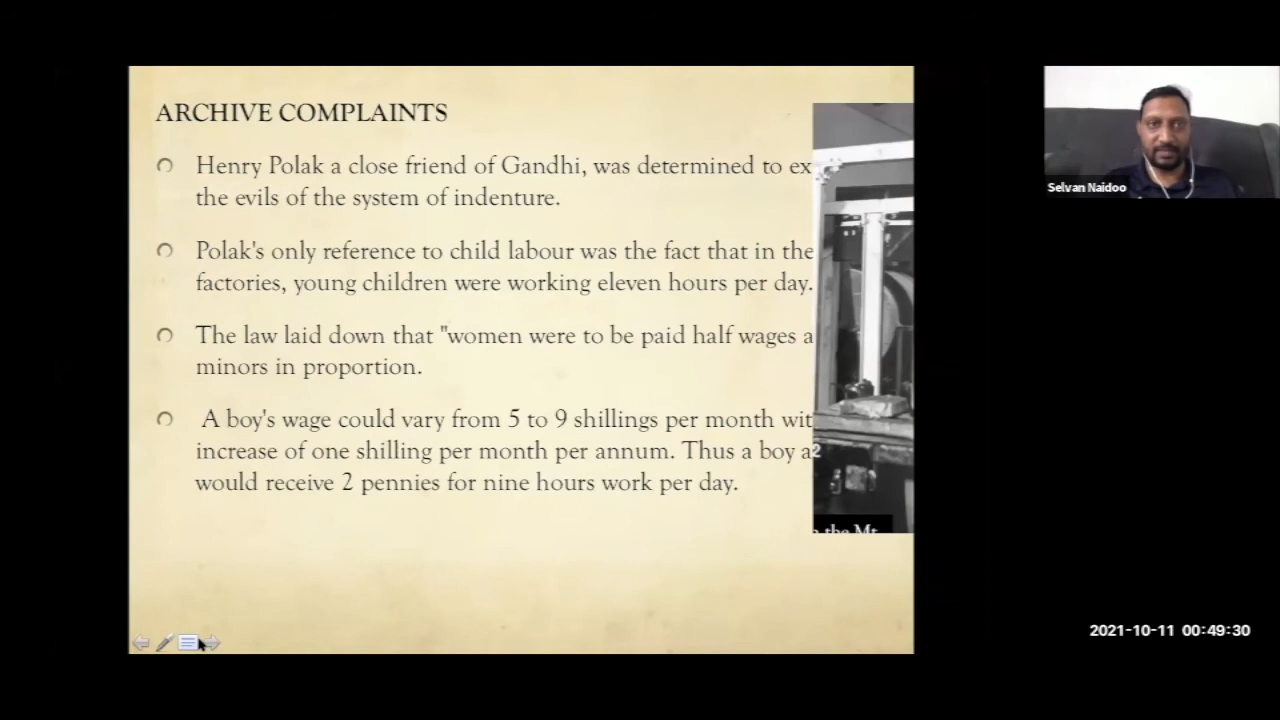 ARCHIVE COMPLAINTS
Henry Polak a close friend of Gandhi, was determined to ex
the evils of the system of indenture.
Polak's only reference to child labour was the fact that in the
factories, young children were working eleven hours per day.
The law laid down that "women were to be paid half wages a
minors in proportion.
A boy's wage could vary from 5 to 9 shillings per month wit
increase of one shilling per month per annum. Thus a boy a
would receive 2 pennies for nine hours work per day.
2
the Mt
Selvan Naidoo
2021-10-11 00:49:30